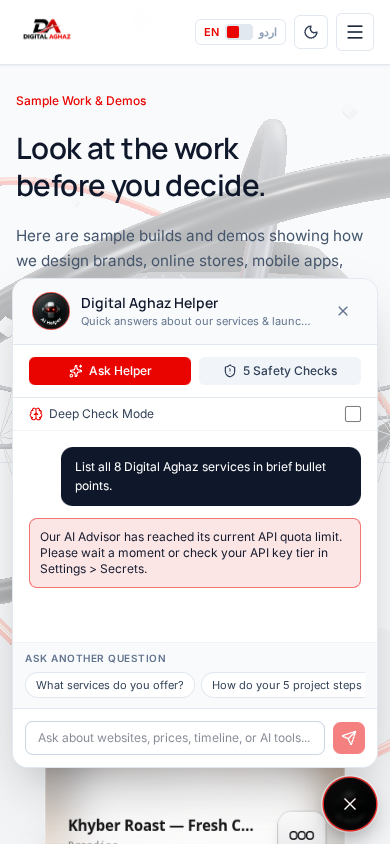 DIGITAL AGHAZ
EN
اردو
Sample Work & Demos
Look at the work
before you decide.
Here are sample builds and demos showing how
we design brands, online stores, mobile apps,
AI Helper
Digital Aghaz Helper
Quick answers about our services & launc...
Ask Helper
5 Safety Checks
Deep Check Mode
List all 8 Digital Aghaz services in brief bullet
points.
Our AI Advisor has reached its current API quota limit.
Please wait a moment or check your API key tier in
Settings > Secrets.
ASK ANOTHER QUESTION
What services do you offer?
How do your 5 project steps
Ask about websites, prices, timeline, or AI tools...
Khyber Roast — Fresh C...